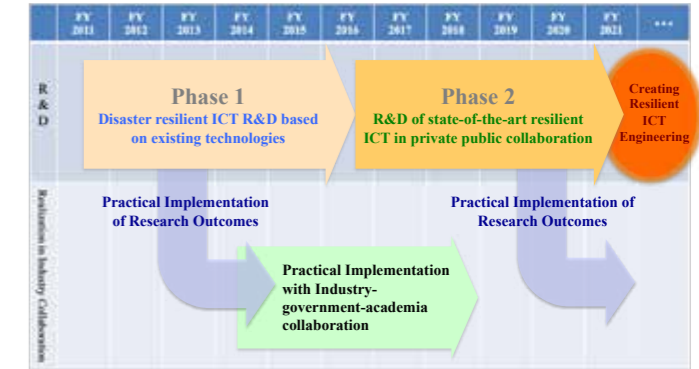 FY FY FY FY FY FY FY FY FY FY FY ...
2011 2012 2013 2014 2015 2016 2017 2018 2019 2020 2021
R
&
D
Phase 1
Disaster resilient ICT R&D based
on existing technologies
Phase 2
R&D of state-of-the-art resilient
ICT in private public collaboration
Creating
Resilient
ICT
Engineering
Practical Implementation
of Research Outcomes
Practical Implementation of
Research Outcomes
Practical Implementation
with Industry-
government-academia
collaboration
in Industry Collaboration